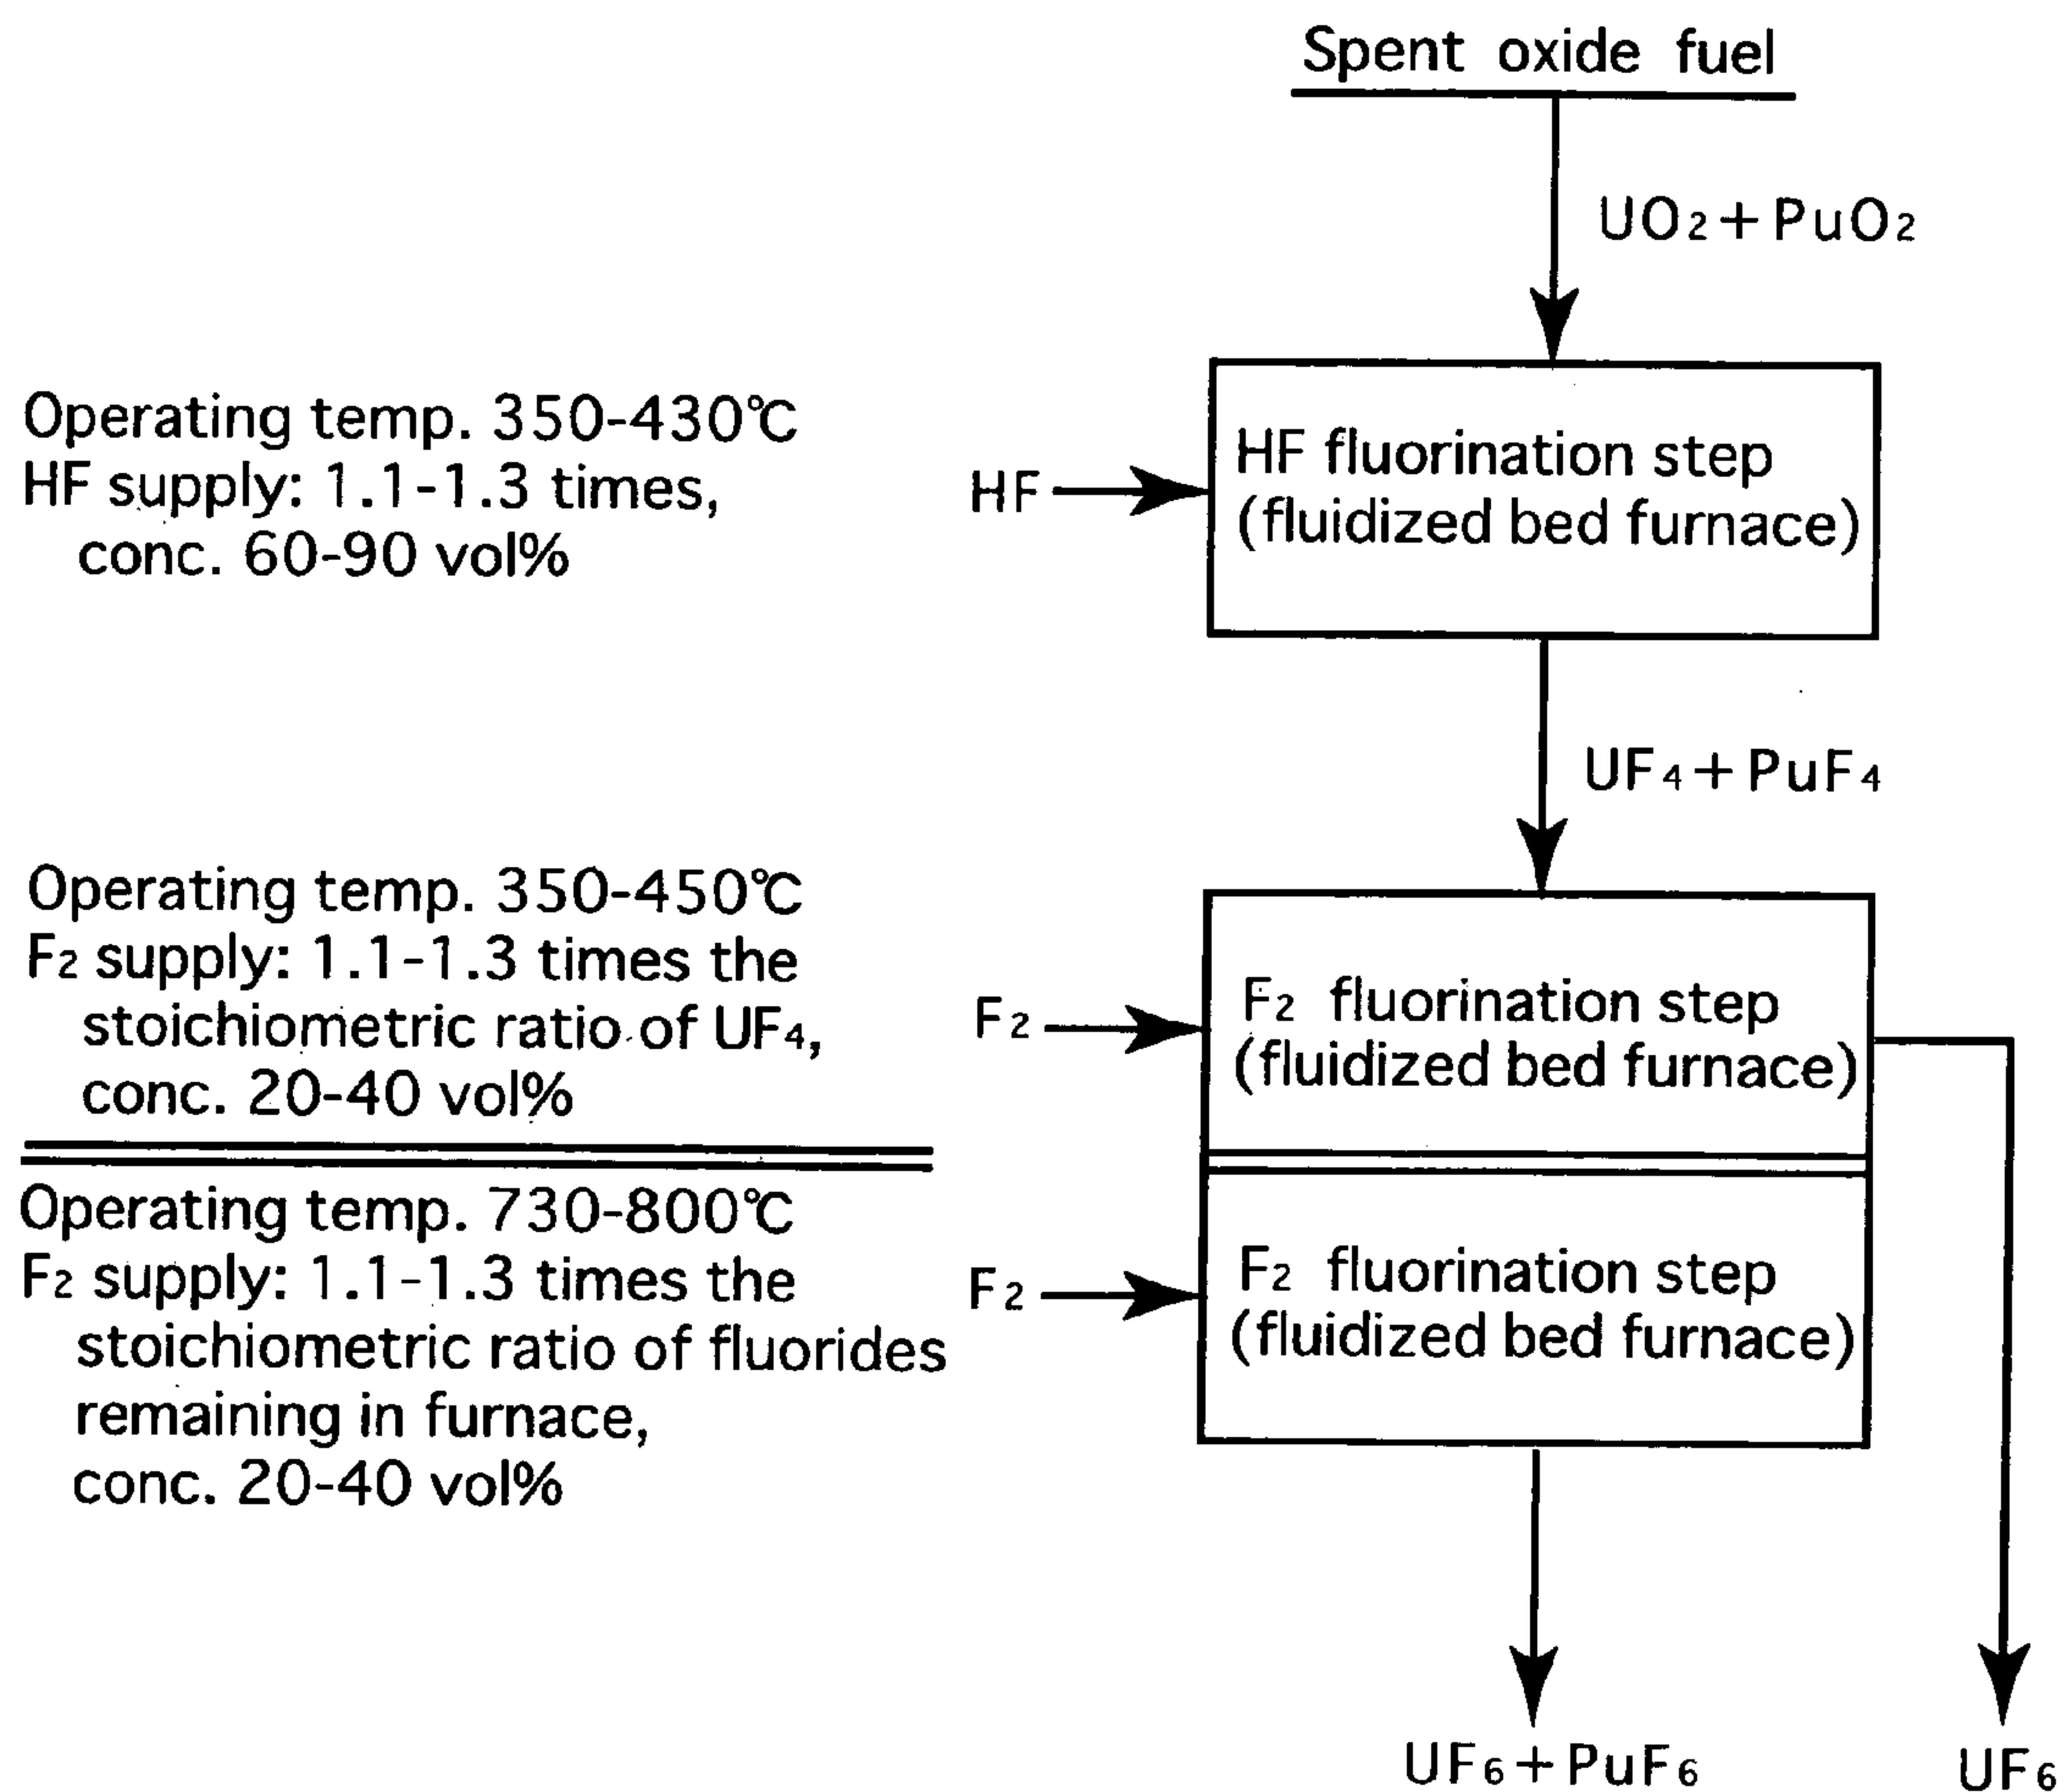 Spent oxide fuel
UO₂+PuO₂
Operating temp. 350-430℃
HF supply: 1.1-1.3 times,
conc. 60-90 vol%
HF
HF fluorination step
(fluidized bed furnace)
UF₄+PuF₄
Operating temp. 350-450℃
F₂ supply: 1.1-1.3 times the
stoichiometric ratio of UF₄,
conc. 20-40 vol%
F₂
F₂ fluorination step
(fluidized bed furnace)
Operating temp. 730-800℃
F₂ supply: 1.1-1.3 times the
stoichiometric ratio of fluorides
remaining in furnace,
conc. 20-40 vol%
F₂
F₂ fluorination step
(fluidized bed furnace)
UF₆+PuF₆
UF₆